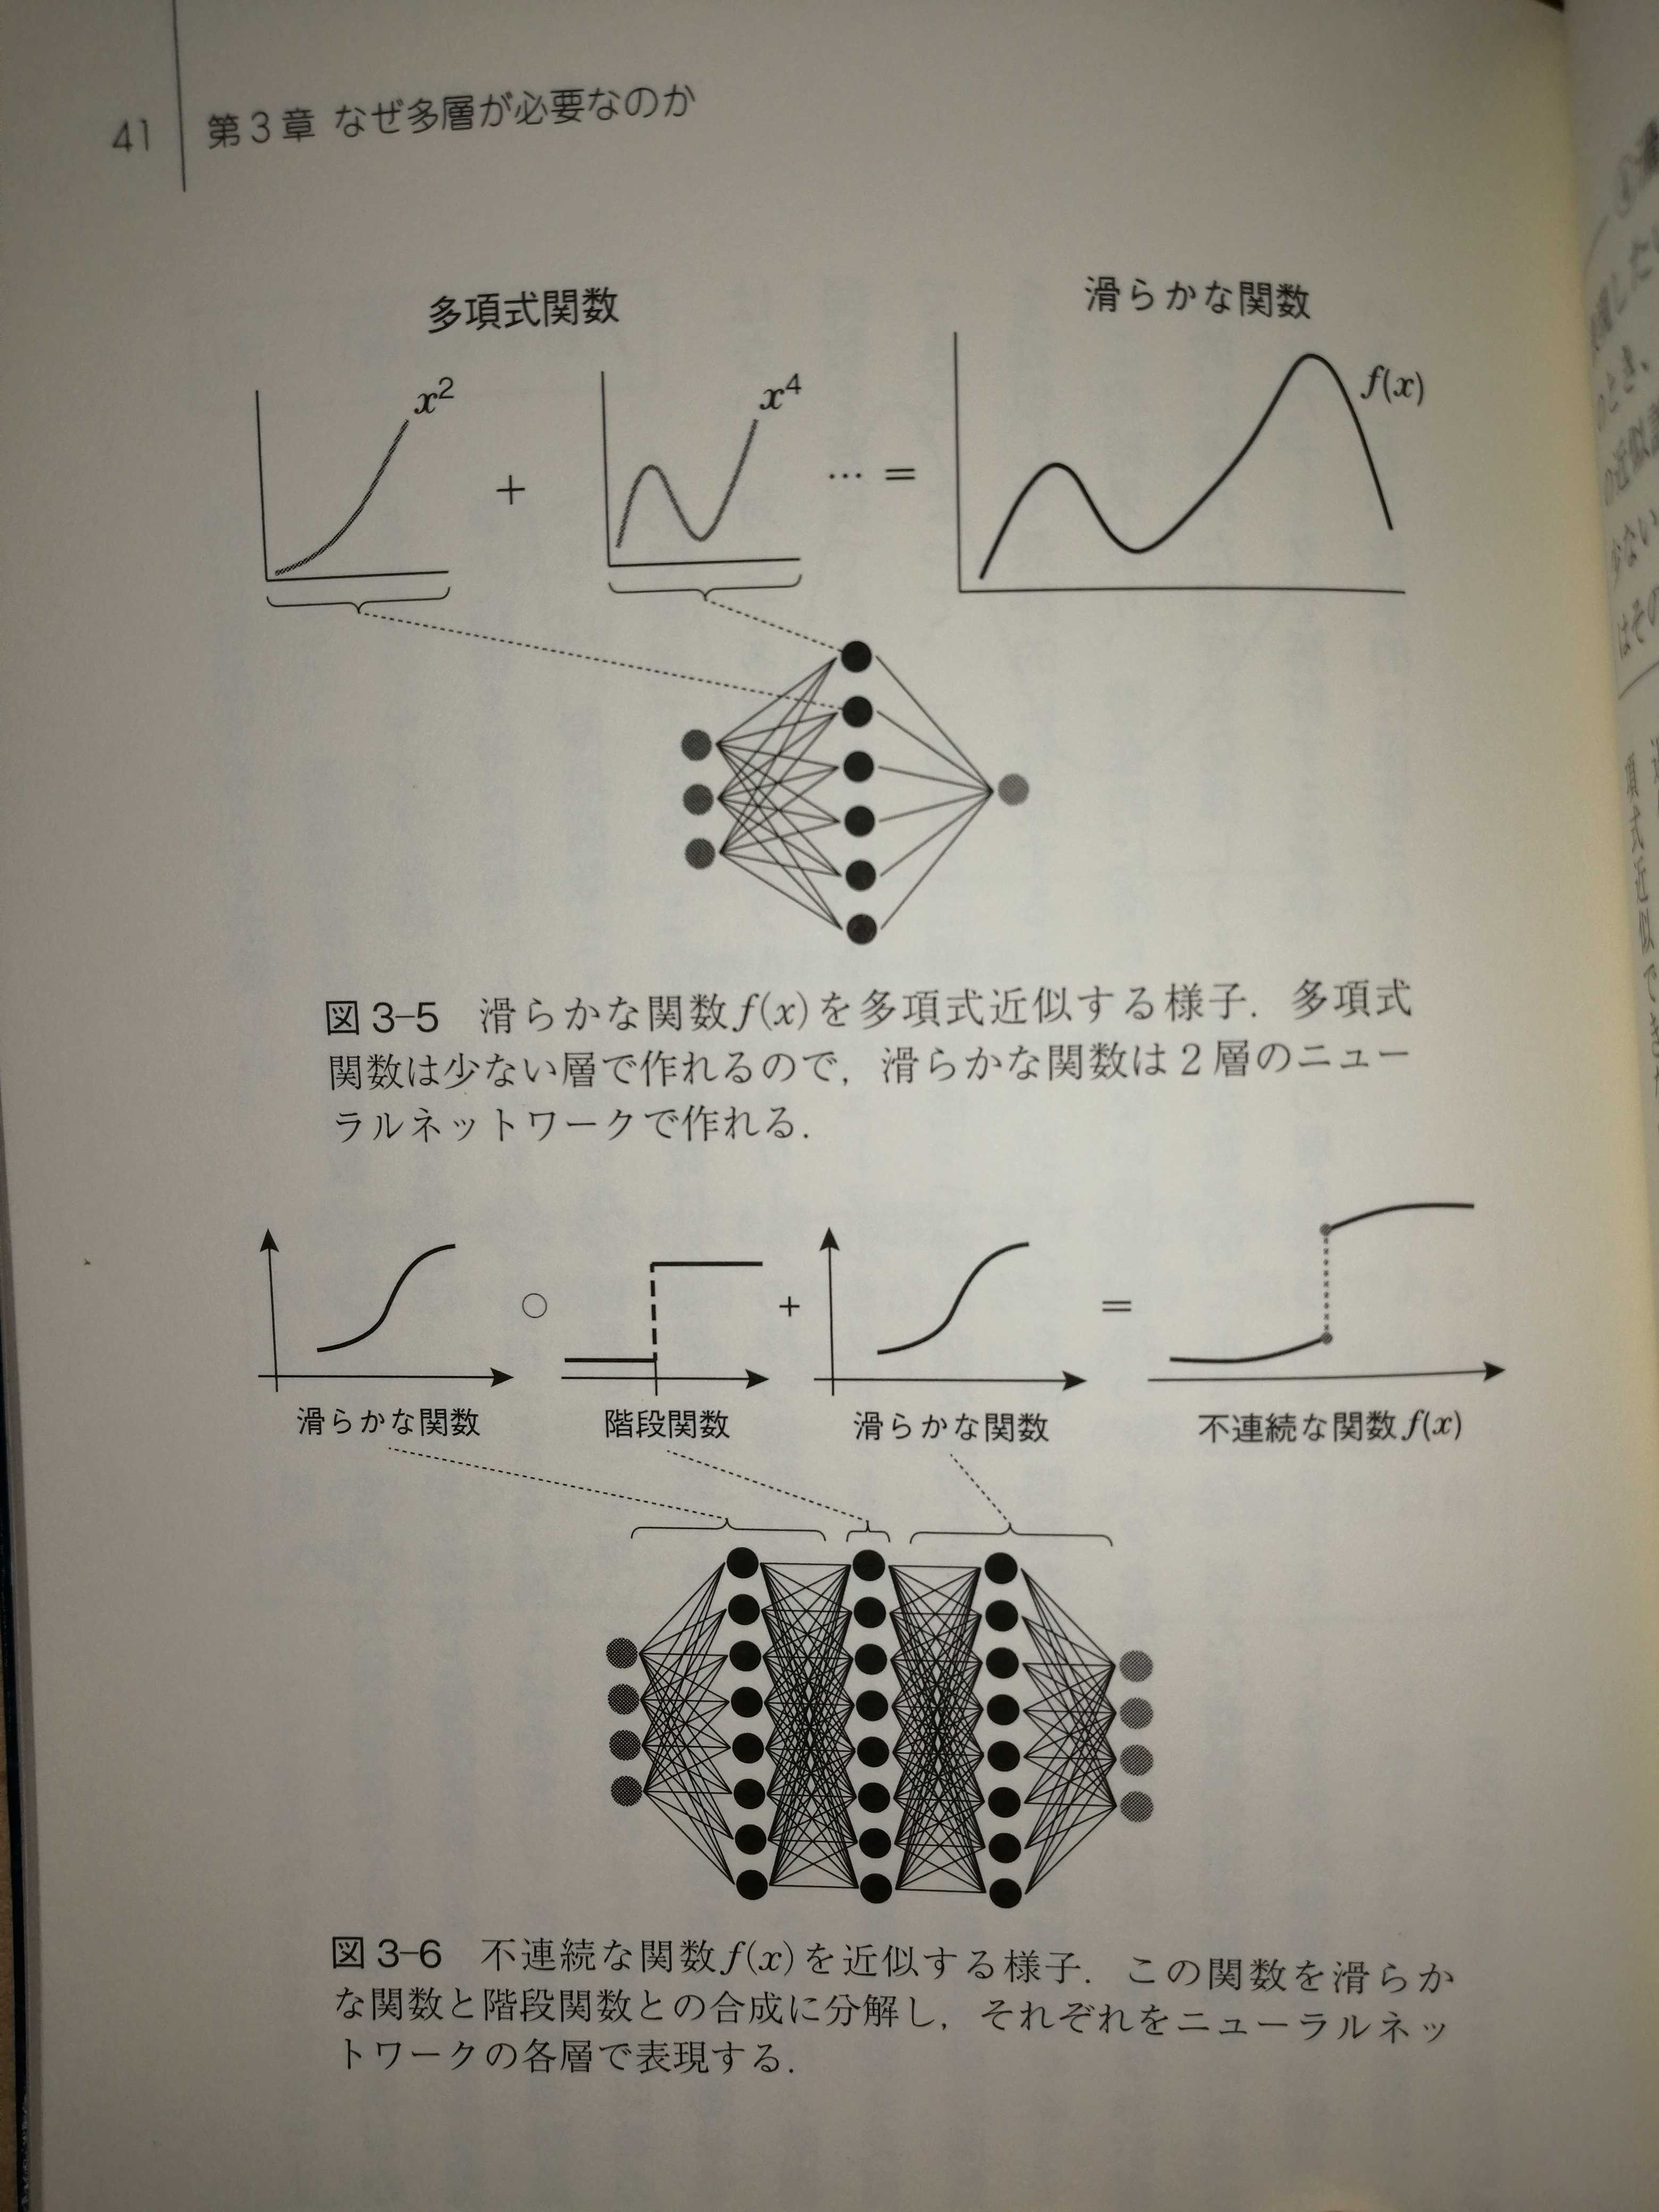 41 第3章 なぜ多層が必要なのか
多項式関数 滑らかな関数
x² + x⁴ … = f(x)
図3-5 滑らかな関数f(x)を多項式近似する様子．多項式
関数は少ない層で作れるので，滑らかな関数は2層のニュー
ラルネットワークで作れる．
○ + =
滑らかな関数 階段関数 滑らかな関数 不連続な関数f(x)
図3-6 不連続な関数f(x)を近似する様子．この関数を滑らか
な関数と階段関数との合成に分解し，それぞれをニューラルネッ
トワークの各層で表現する．